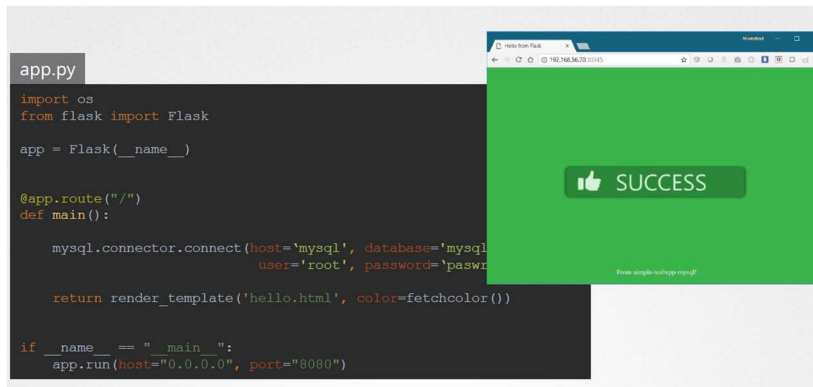 app.py
import os
from flask import Flask
app = Flask(__name__)
@app.route("/")
def main():
mysql.connector.connect(host=`mysql', database='mysql
user='root', password=`paswr
return render_template('hello.html', color=fetchcolor())
if __name__ == "__main__":
app.run(host="0.0.0.0", port="8080")
Hello from Flask
192.168.56.70:30345
SUCCESS
From simple-webapp-mysql!